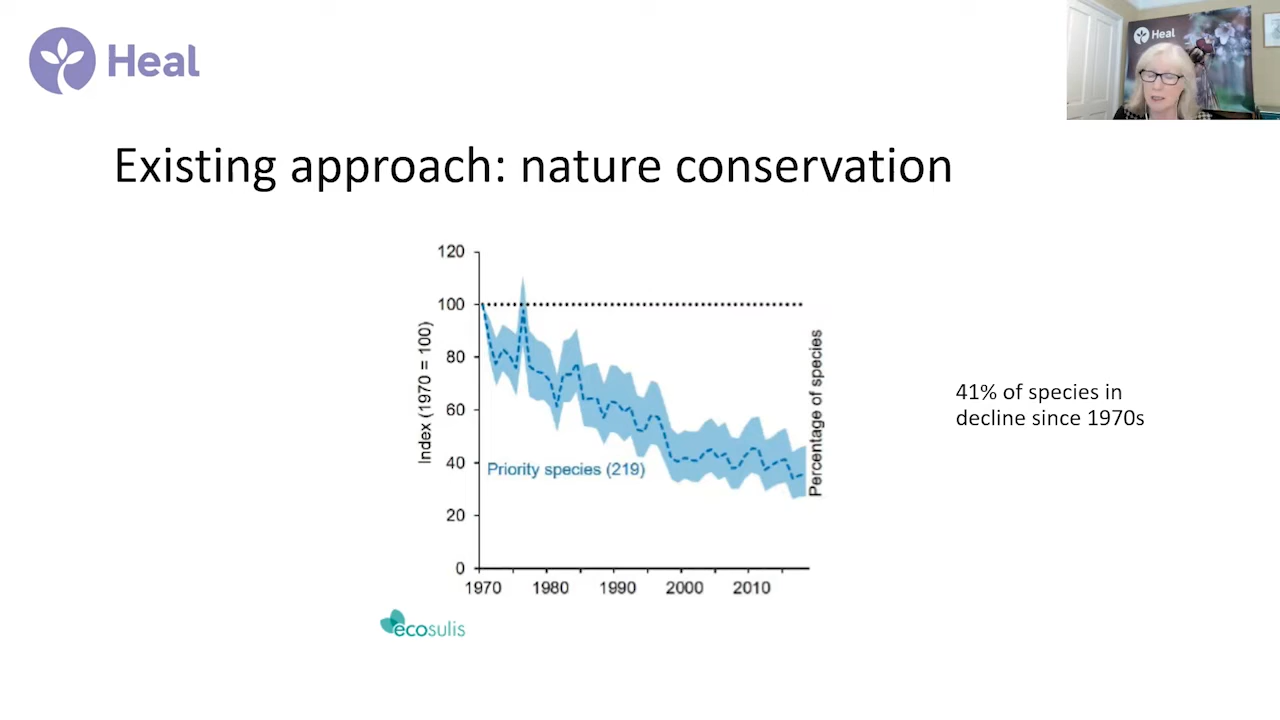 Heal
Heal
Existing approach: nature conservation
120
100
80
60
40
20
0
Index (1970 = 100)
Priority species (219)
Percentage of species
1970 1980 1990 2000 2010
41% of species in
decline since 1970s
ecosulis